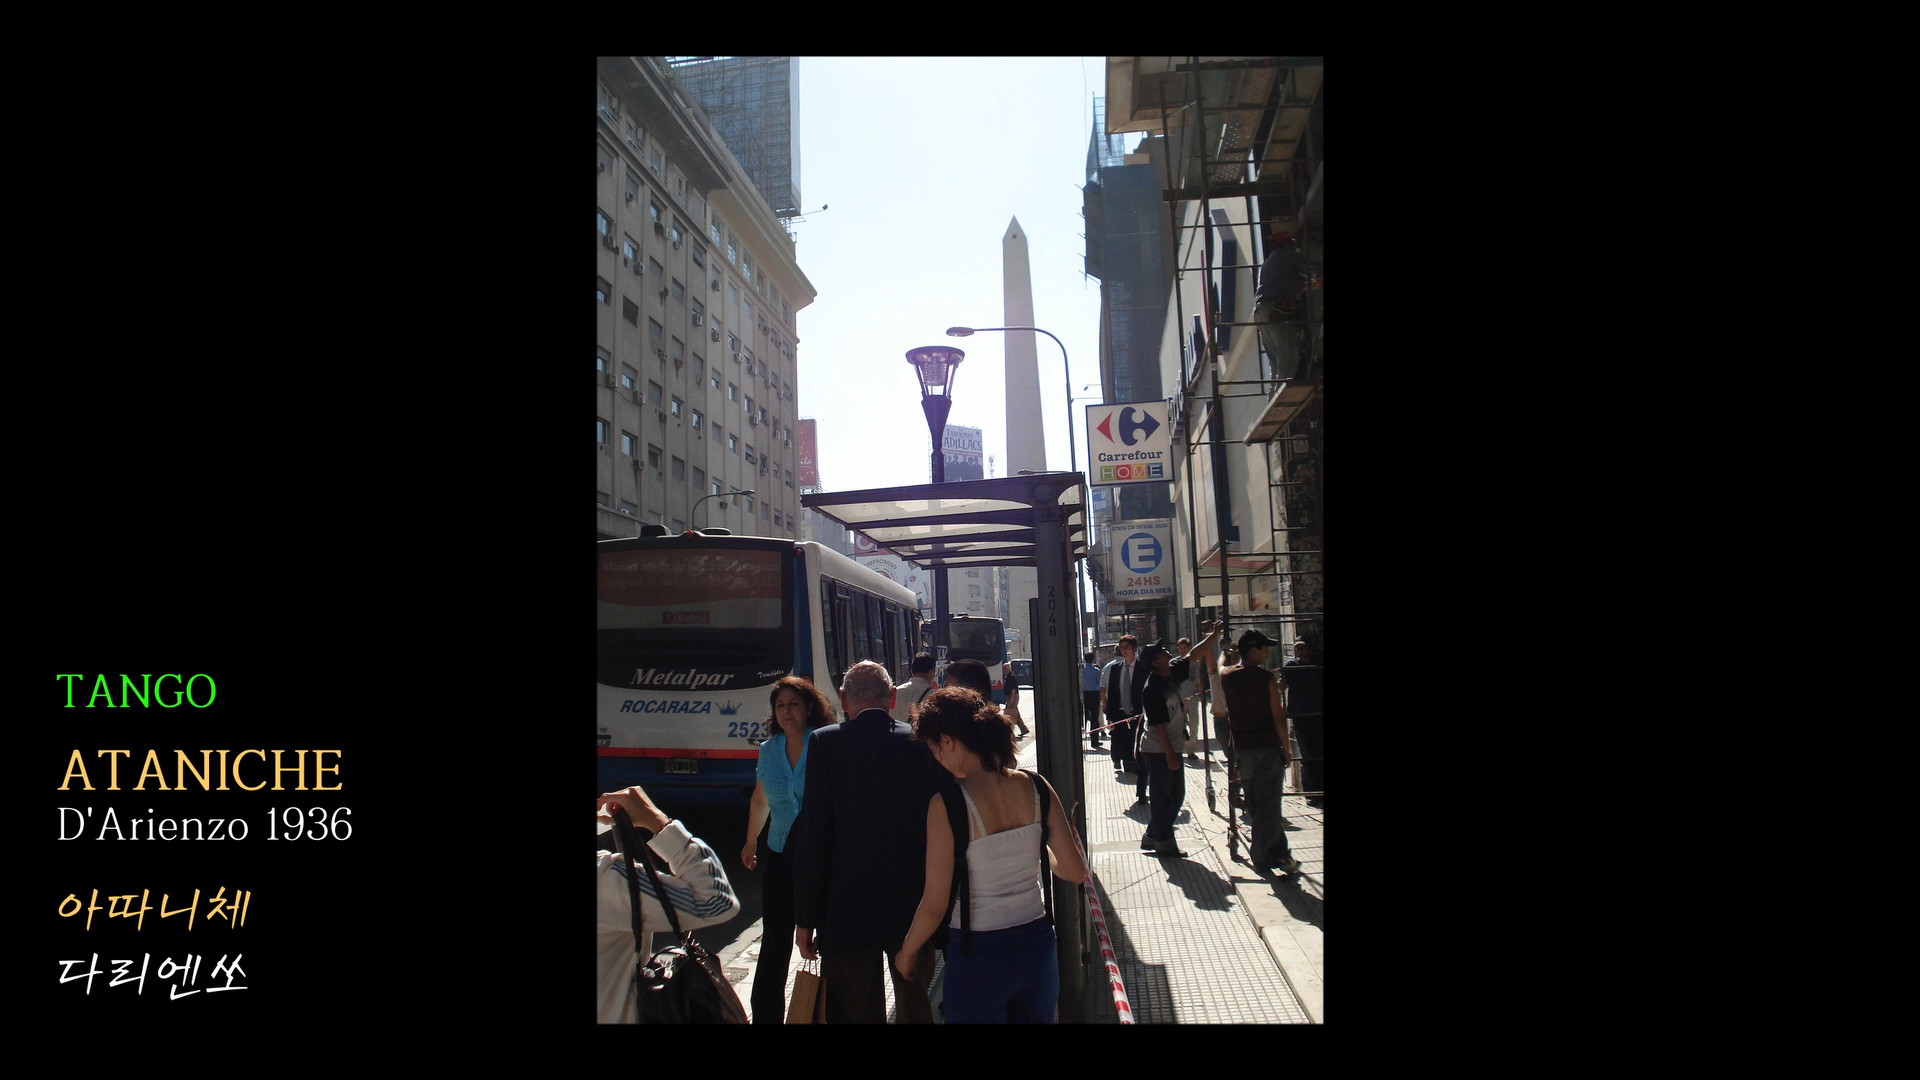 TANGO
ATANICHE
D'Arienzo 1936
아따니체
다리엔쏘
ADILLACS
Carrefour
HOME
E
24HS
HORA DIA MES
2048
Metalpar
ROCARAZA
2523